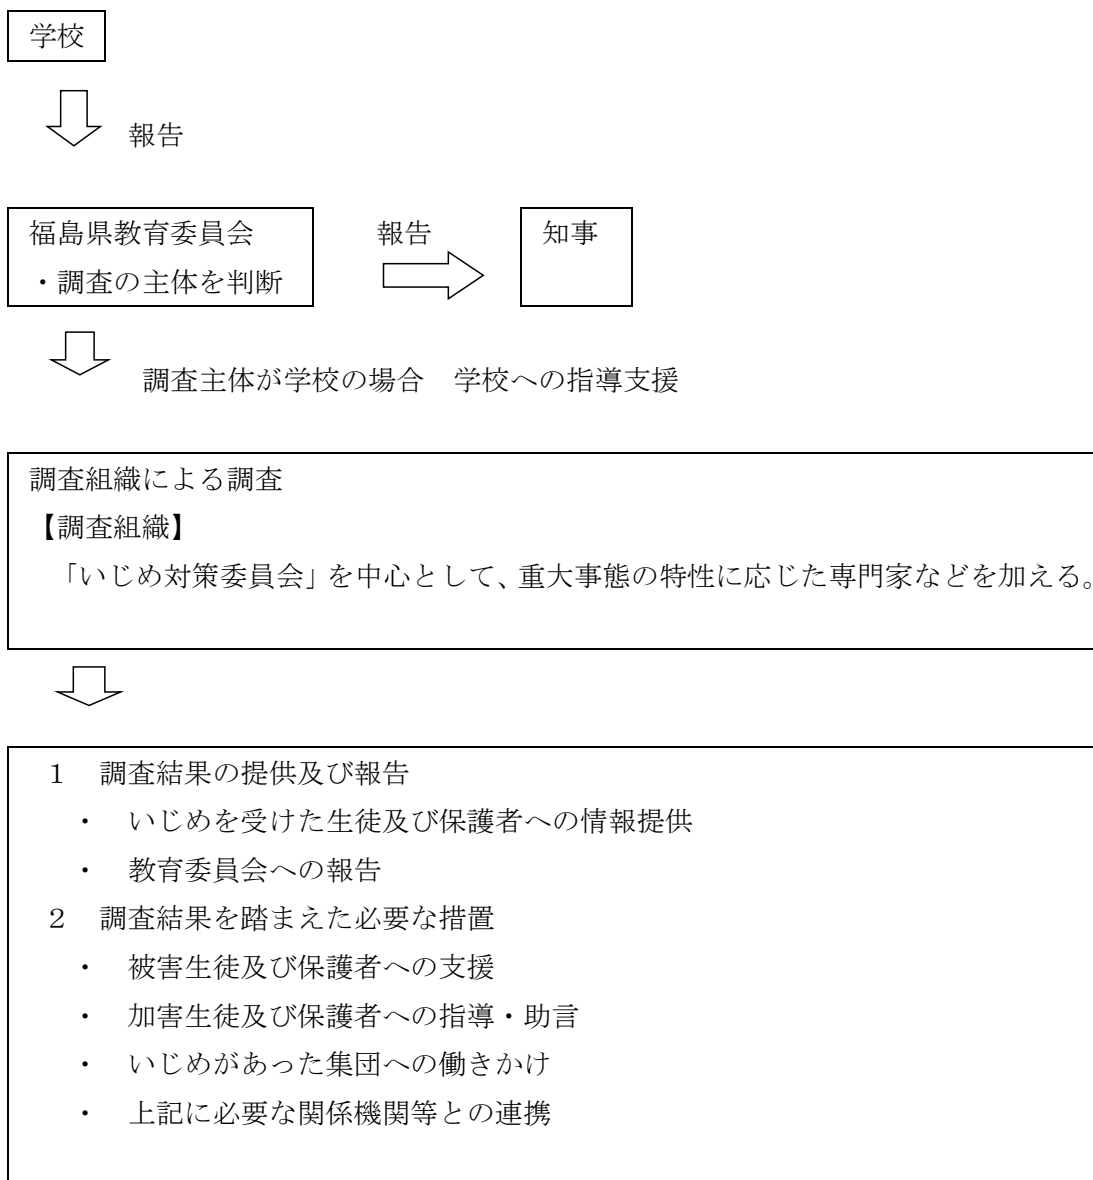 学校
報告
福島県教育委員会
・調査の主体を判断
報告
知事
調査主体が学校の場合　学校への指導支援
調査組織による調査
【調査組織】
「いじめ対策委員会」を中心として、重大事態の特性に応じた専門家などを加える。
１　調査結果の提供及び報告
・　いじめを受けた生徒及び保護者への情報提供
・　教育委員会への報告
２　調査結果を踏まえた必要な措置
・　被害生徒及び保護者への支援
・　加害生徒及び保護者への指導・助言
・　いじめがあった集団への働きかけ
・　上記に必要な関係機関等との連携